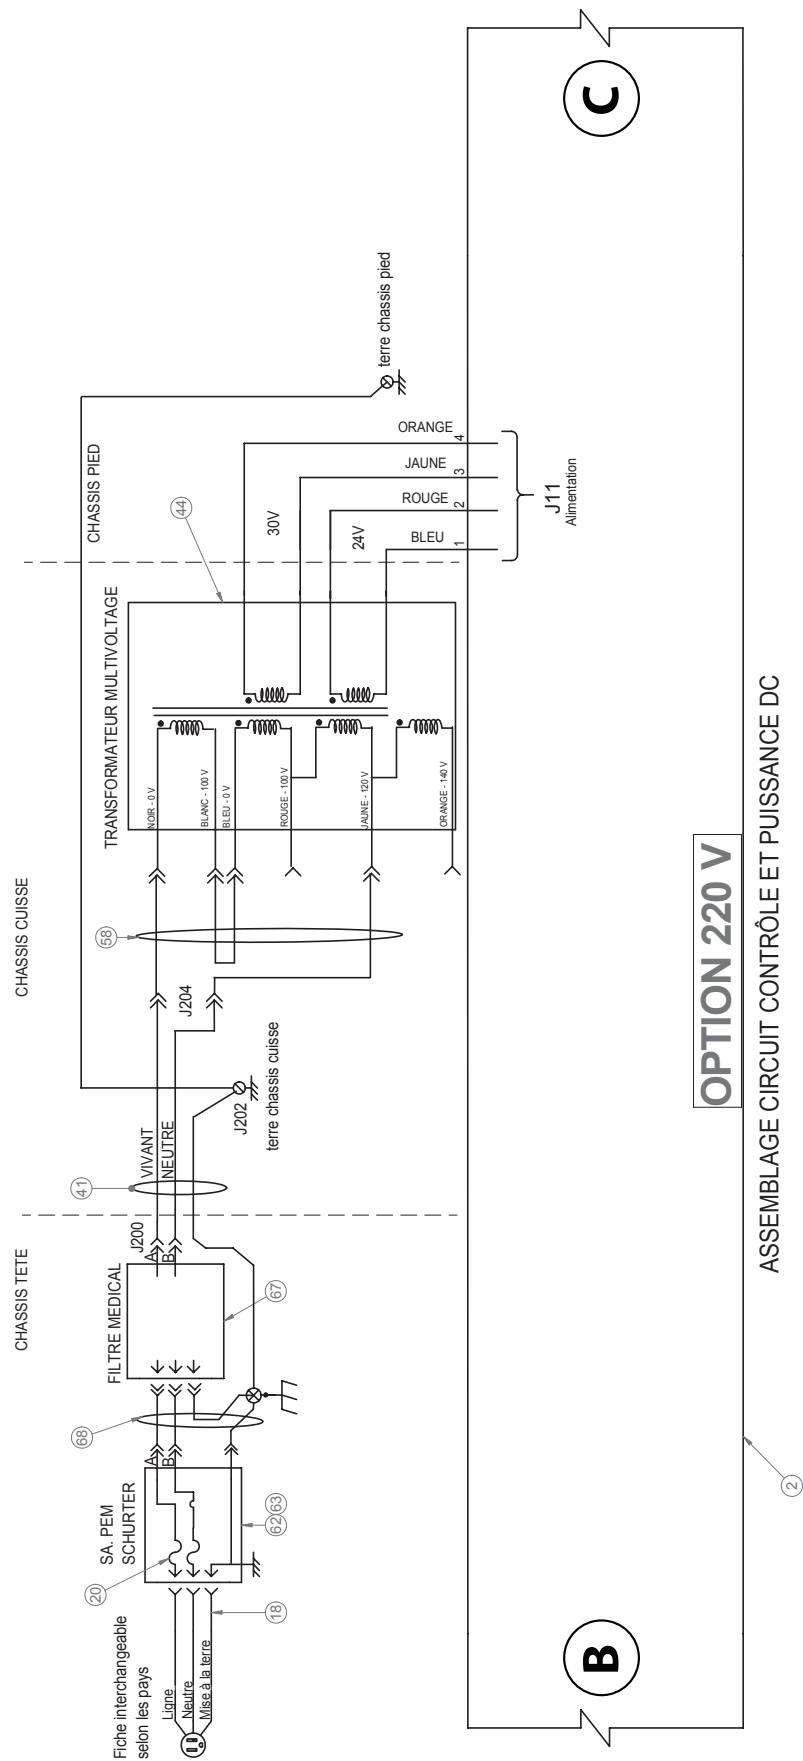 CHASSIS TETE
CHASSIS CUISSE
CHASSIS PIED
Fiche interchangeable
selon les pays
Ligne
Neutre
Mise à la terre
18
20
SA. PEM
SCHURTER
62
63
A
B
68
FILTRE MEDICAL
67
A
B
J200
41
VIVANT
NEUTRE
J202
terre chassis cuisse
J204
58
TRANSFORMATEUR MULTIVOLTAGE
NOIR - 0 V
BLANC - 100 V
BLEU - 0 V
ROUGE - 100 V
JAUNE - 120 V
ORANGE - 140 V
44
30V
24V
ORANGE
4
JAUNE
3
ROUGE
2
BLEU
1
terre chassis pied
J11
Alimentation
B
C
OPTION 220 V
2
ASSEMBLAGE CIRCUIT CONTRÔLE ET PUISSANCE DC